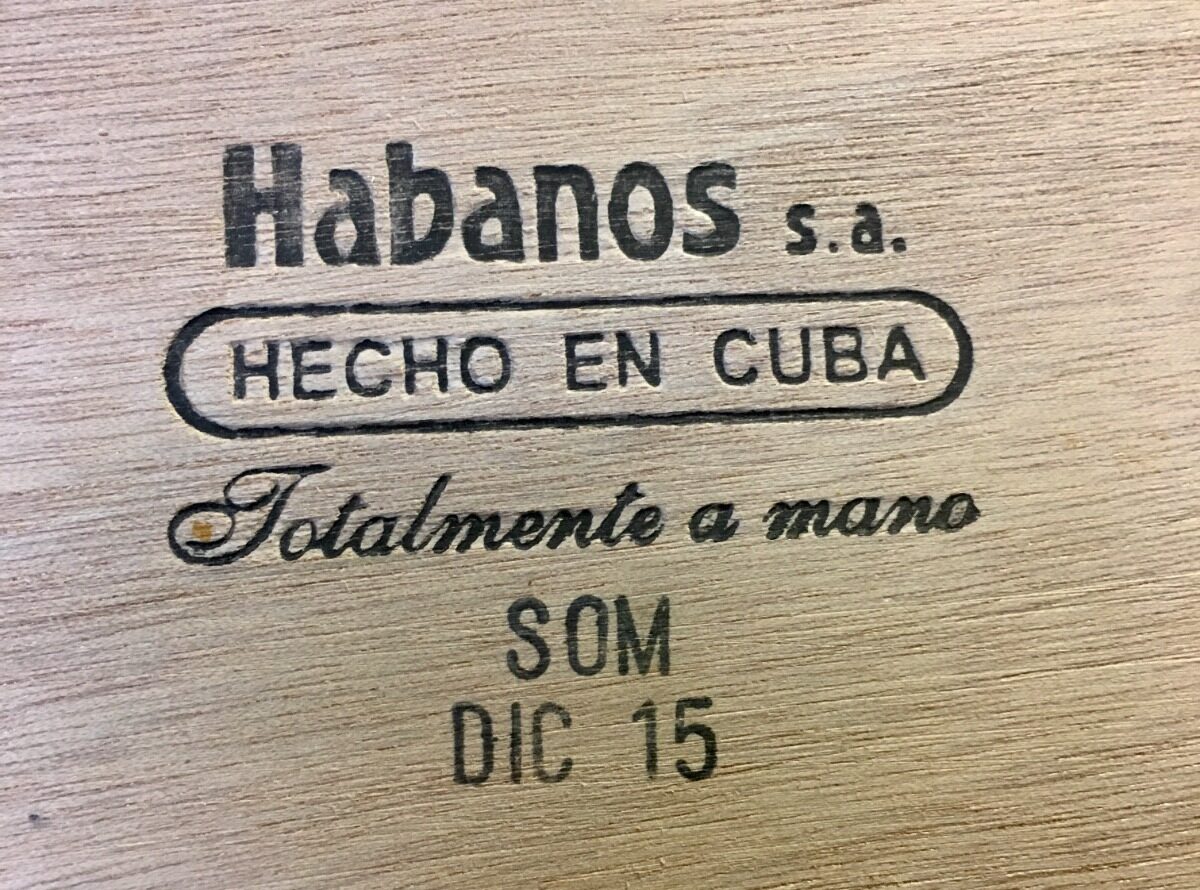 Habanos s.a.
HECHO EN CUBA
Totalmente a mano
SOM
DIC 15